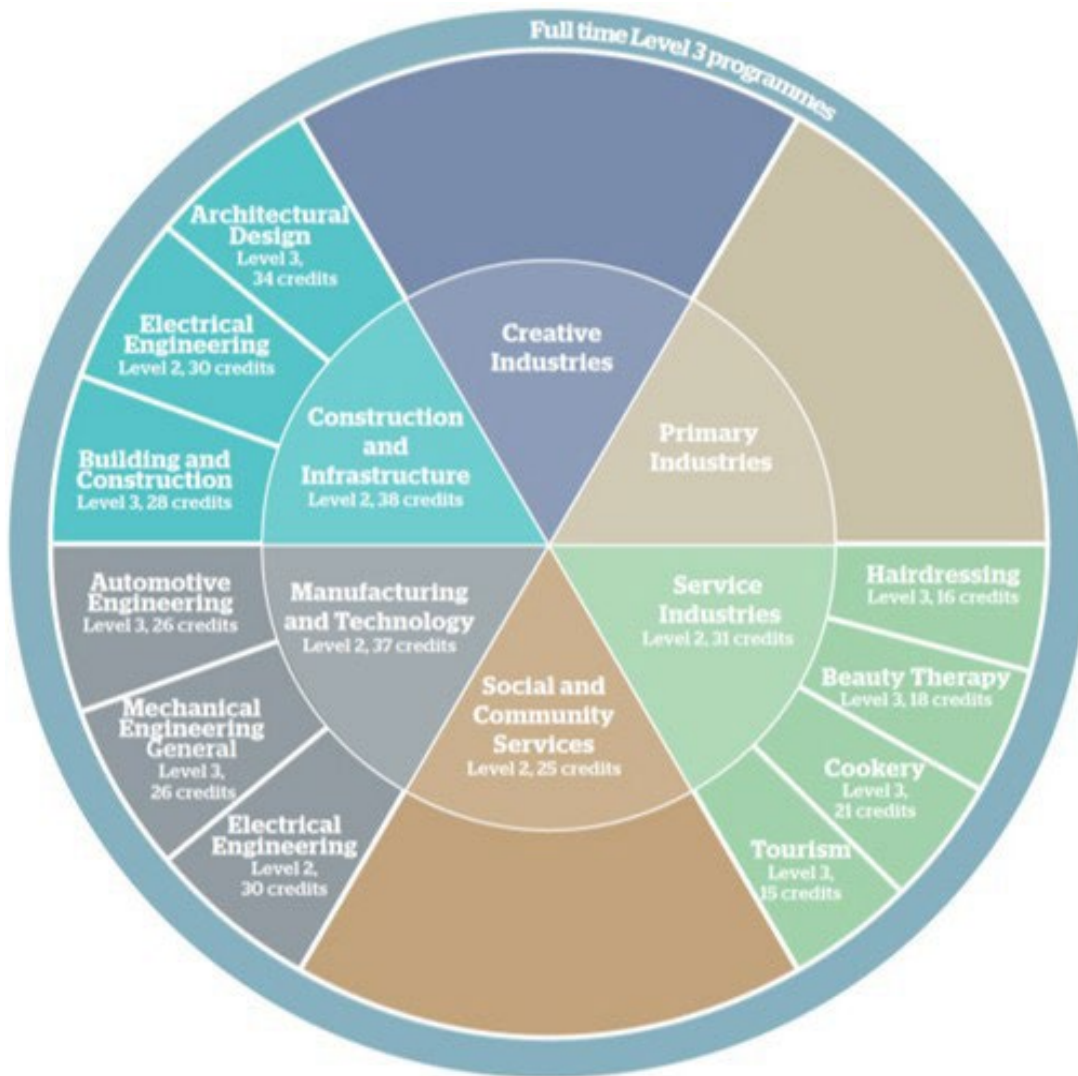 Full time Level 3 programmes
Creative
Industries
Primary
Industries
Service
Industries
Level 2, 31 credits
Hairdressing
Level 3, 16 credits
Beauty Therapy
Level 3, 18 credits
Cookery
Level 3,
21 credits
Tourism
Level 3,
15 credits
Social and
Community
Services
Level 2, 25 credits
Manufacturing
and Technology
Level 2, 37 credits
Electrical
Engineering
Level 2,
30 credits
Mechanical
Engineering
General
Level 3,
26 credits
Automotive
Engineering
Level 3, 26 credits
Construction
and
Infrastructure
Level 2, 38 credits
Building and
Construction
Level 3, 28 credits
Electrical
Engineering
Level 2, 30 credits
Architectural
Design
Level 3,
34 credits